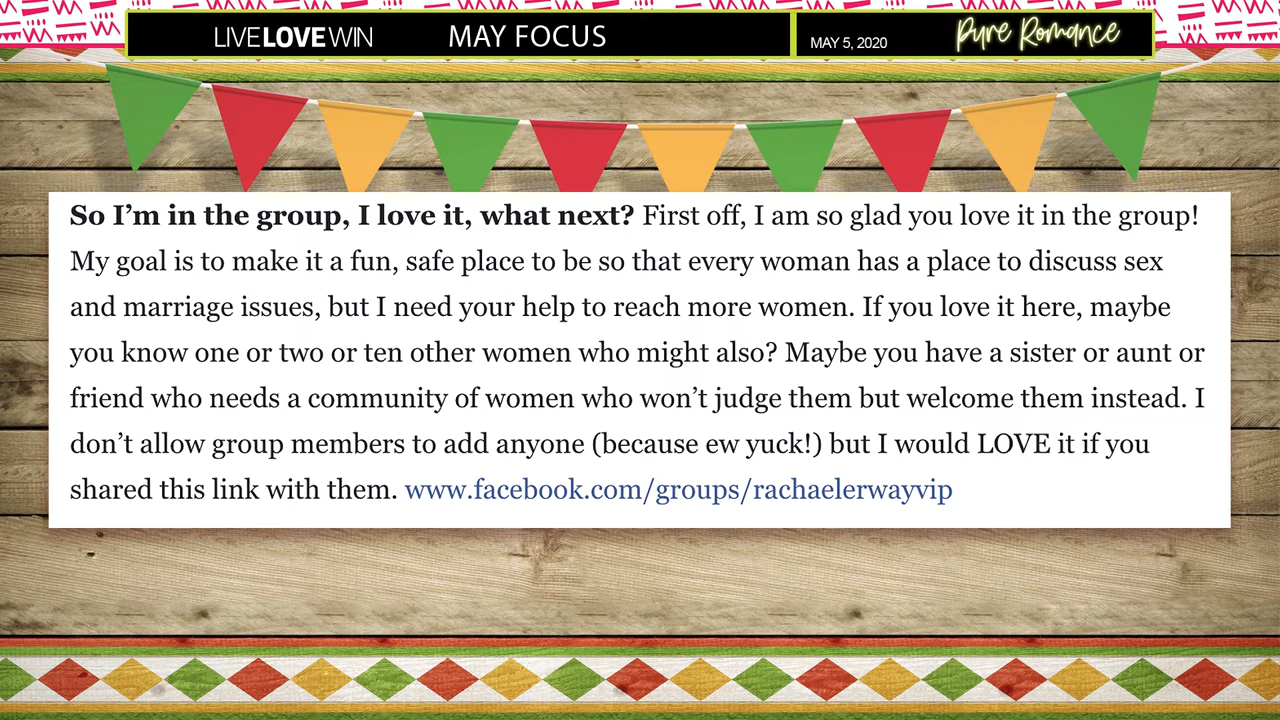 LIVELOVEWIN MAY FOCUS MAY 5, 2020 Pure Romance
So I’m in the group, I love it, what next? First off, I am so glad you love it in the group!
My goal is to make it a fun, safe place to be so that every woman has a place to discuss sex
and marriage issues, but I need your help to reach more women. If you love it here, maybe
you know one or two or ten other women who might also? Maybe you have a sister or aunt or
friend who needs a community of women who won’t judge them but welcome them instead. I
don’t allow group members to add anyone (because ew yuck!) but I would LOVE it if you
shared this link with them. www.facebook.com/groups/rachaelerwayvip